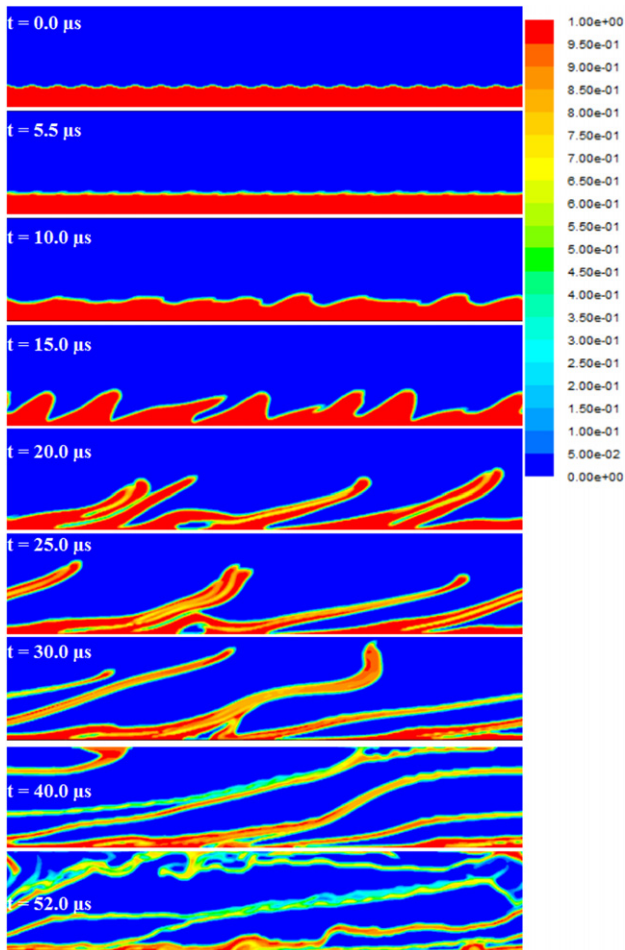 t = 0.0 μs
t = 5.5 μs
t = 10.0 μs
t = 15.0 μs
t = 20.0 μs
t = 25.0 μs
t = 30.0 μs
t = 40.0 μs
t = 52.0 μs
1.00e+00
9.50e-01
9.00e-01
8.50e-01
8.00e-01
7.50e-01
7.00e-01
6.50e-01
6.00e-01
5.50e-01
5.00e-01
4.50e-01
4.00e-01
3.50e-01
3.00e-01
2.50e-01
2.00e-01
1.50e-01
1.00e-01
5.00e-02
0.00e+00